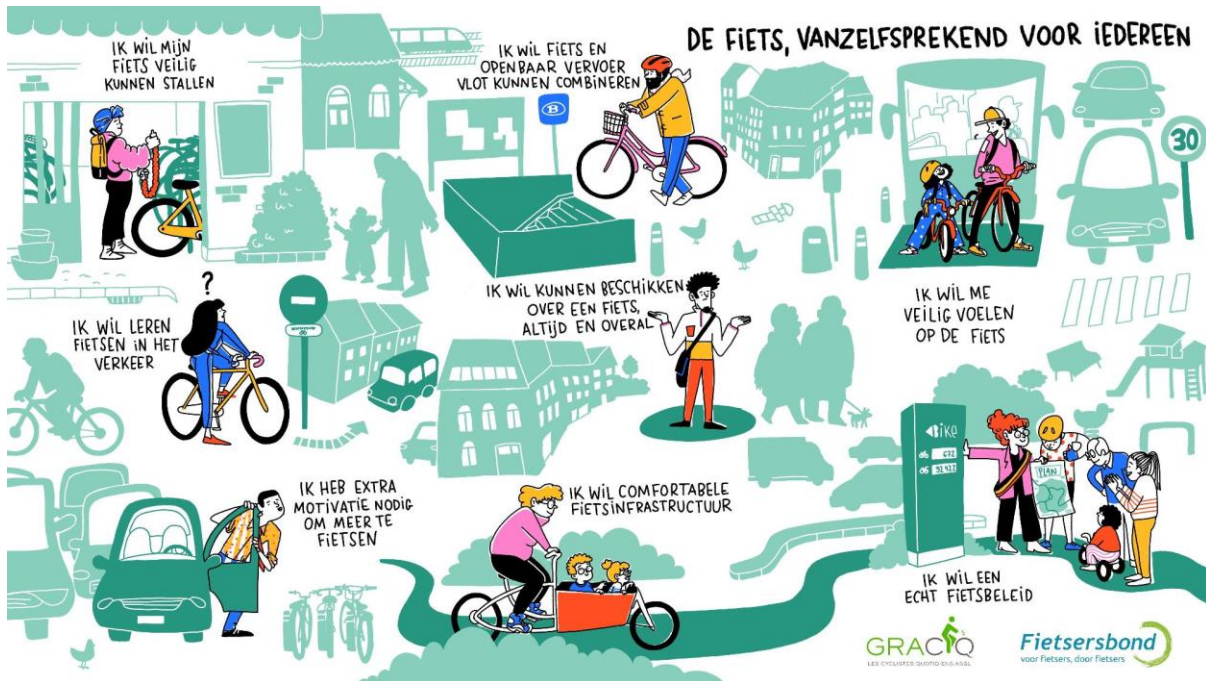 DE FIETS, VANZELFSPREKEND VOOR IEDEREEN
IK WIL MIJN
FIETS VEILIG
KUNNEN STALLEN
IK WIL FIETS EN
OPENBAAR VERVOER
VLOT KUNNEN COMBINEREN
B
30
?
IK WIL LEREN
FIETSEN IN HET
VERKEER
IK WIL KUNNEN BESCHIKKEN
OVER EEN FIETS,
ALTIJD EN OVERAL
IK WIL ME
VEILIG VOELEN
OP DE FIETS
IK HEB EXTRA
MOTIVATIE NODIG
OM MEER TE
FIETSEN
IK WIL COMFORTABELE
FIETSINFRASTRUCTUUR
BIKE
672
92 427
PLAN
IK WIL EEN
ECHT FIETSBELEID
GRACQ
LES CYCLISTES QUOTIDIENS ASBL
Fietsersbond
voor fietsers, door fietsers